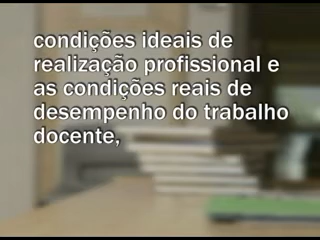 condições ideais de
realização profissional e
as condições reais de
desempenho do trabalho
docente,